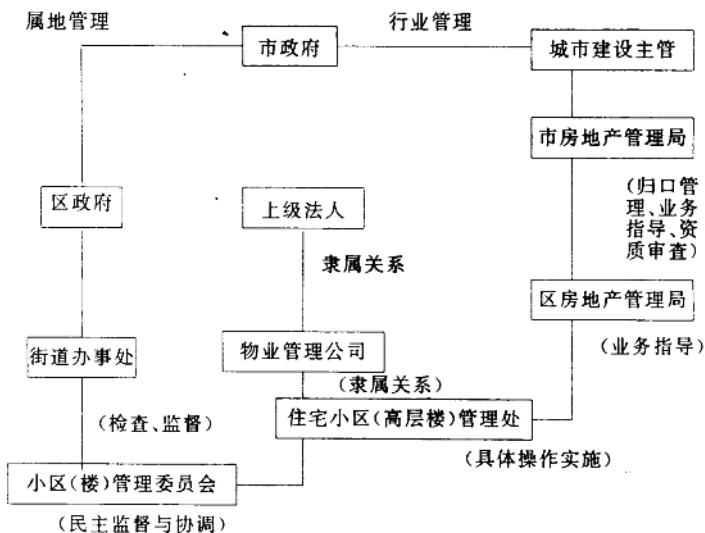 属地管理
行业管理
市政府
城市建设主管
市房地产管理局
(归口管
理、业务
指导、资
质审查)
区政府
上级法人
隶属关系
区房地产管理局
(业务指导)
街道办事处
物业管理公司
(隶属关系)
(检查、监督)
住宅小区(高层楼)管理处
(具体操作实施)
小区(楼)管理委员会
(民主监督与协调)